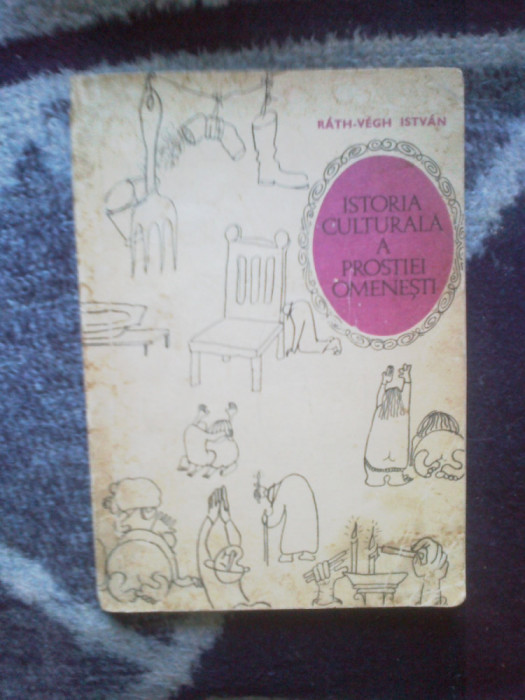 RÁTH-VÉGH ISTVÁN
ISTORIA
CULTURALĂ
A
PROSTIEI
OMENEȘTI